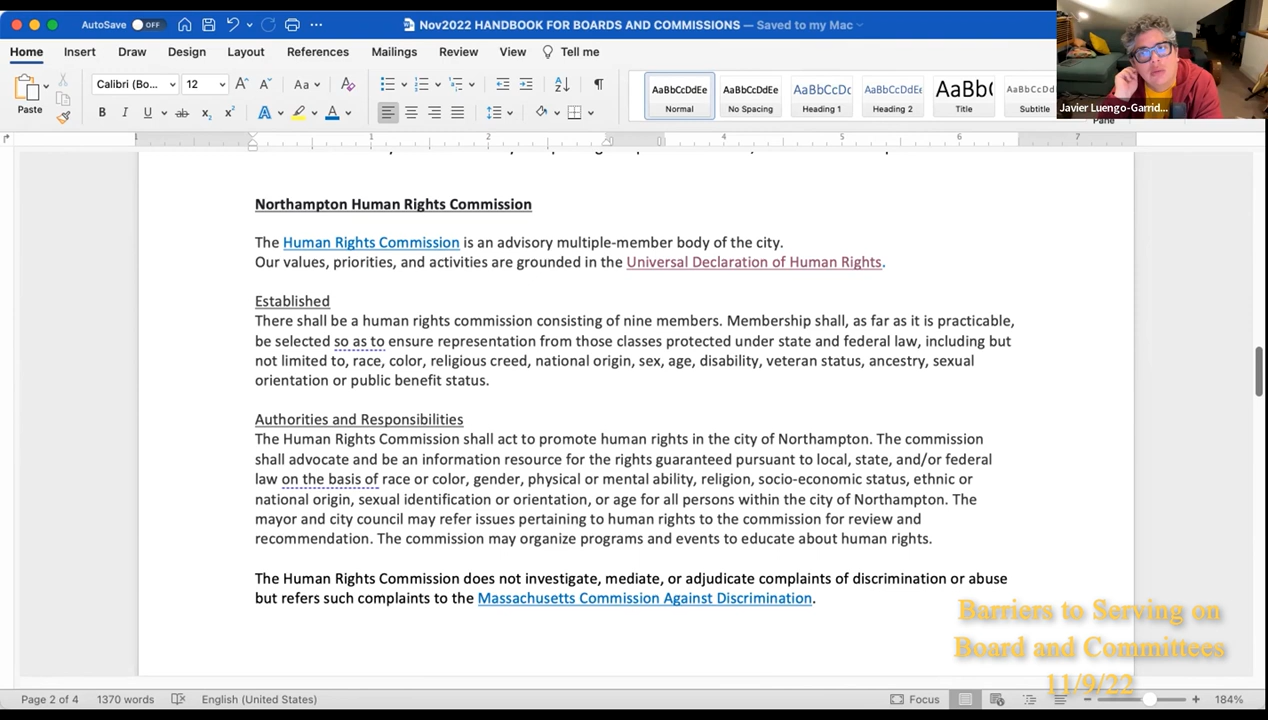 AutoSave OFF
Nov2022 HANDBOOK FOR BOARDS AND COMMISSIONS — Saved to my Mac
Home Insert Draw Design Layout References Mailings Review View Tell me
Paste
Calibri (Bo... 12 A A Aa A
B I U ab x₂ x² A A
AaBbCcDdEe Normal
AaBbCcDdEe No Spacing
AaBbCcDc Heading 1
AaBbCcDdEe Heading 2
AaBb( Title
AaBbCcDdEe Subtitle
Pane
Javier Luengo-Garrid...
1 1 2 4 5 6 7
Northampton Human Rights Commission
The Human Rights Commission is an advisory multiple-member body of the city.
Our values, priorities, and activities are grounded in the Universal Declaration of Human Rights.
Established
There shall be a human rights commission consisting of nine members. Membership shall, as far as it is practicable,
be selected so as to ensure representation from those classes protected under state and federal law, including but
not limited to, race, color, religious creed, national origin, sex, age, disability, veteran status, ancestry, sexual
orientation or public benefit status.
Authorities and Responsibilities
The Human Rights Commission shall act to promote human rights in the city of Northampton. The commission
shall advocate and be an information resource for the rights guaranteed pursuant to local, state, and/or federal
law on the basis of race or color, gender, physical or mental ability, religion, socio-economic status, ethnic or
national origin, sexual identification or orientation, or age for all persons within the city of Northampton. The
mayor and city council may refer issues pertaining to human rights to the commission for review and
recommendation. The commission may organize programs and events to educate about human rights.
The Human Rights Commission does not investigate, mediate, or adjudicate complaints of discrimination or abuse
but refers such complaints to the Massachusetts Commission Against Discrimination.
Barriers to Serving on
Board and Committees
11/9/22
Page 2 of 4 1370 words English (United States) Focus 184%